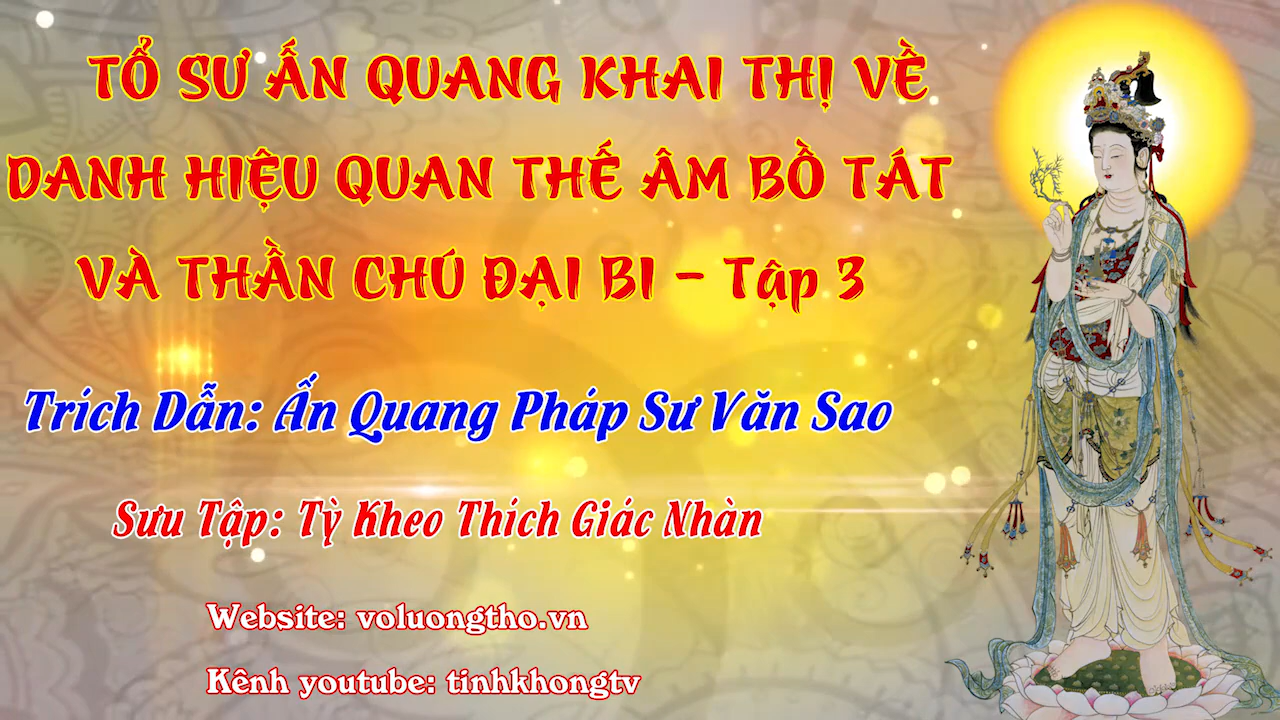 TỔ SƯ ẤN QUANG KHAI THỊ VỀ
DANH HIỆU QUAN THẾ ÂM BỒ TÁT
VÀ THẦN CHÚ ĐẠI BI - Tập 3
Trích Dẫn: Ấn Quang Pháp Sư Văn Sao
Sưu Tập: Tỳ Kheo Thích Giác Nhàn
Website: voluongtho.vn
Kênh youtube: tinhkhongtv